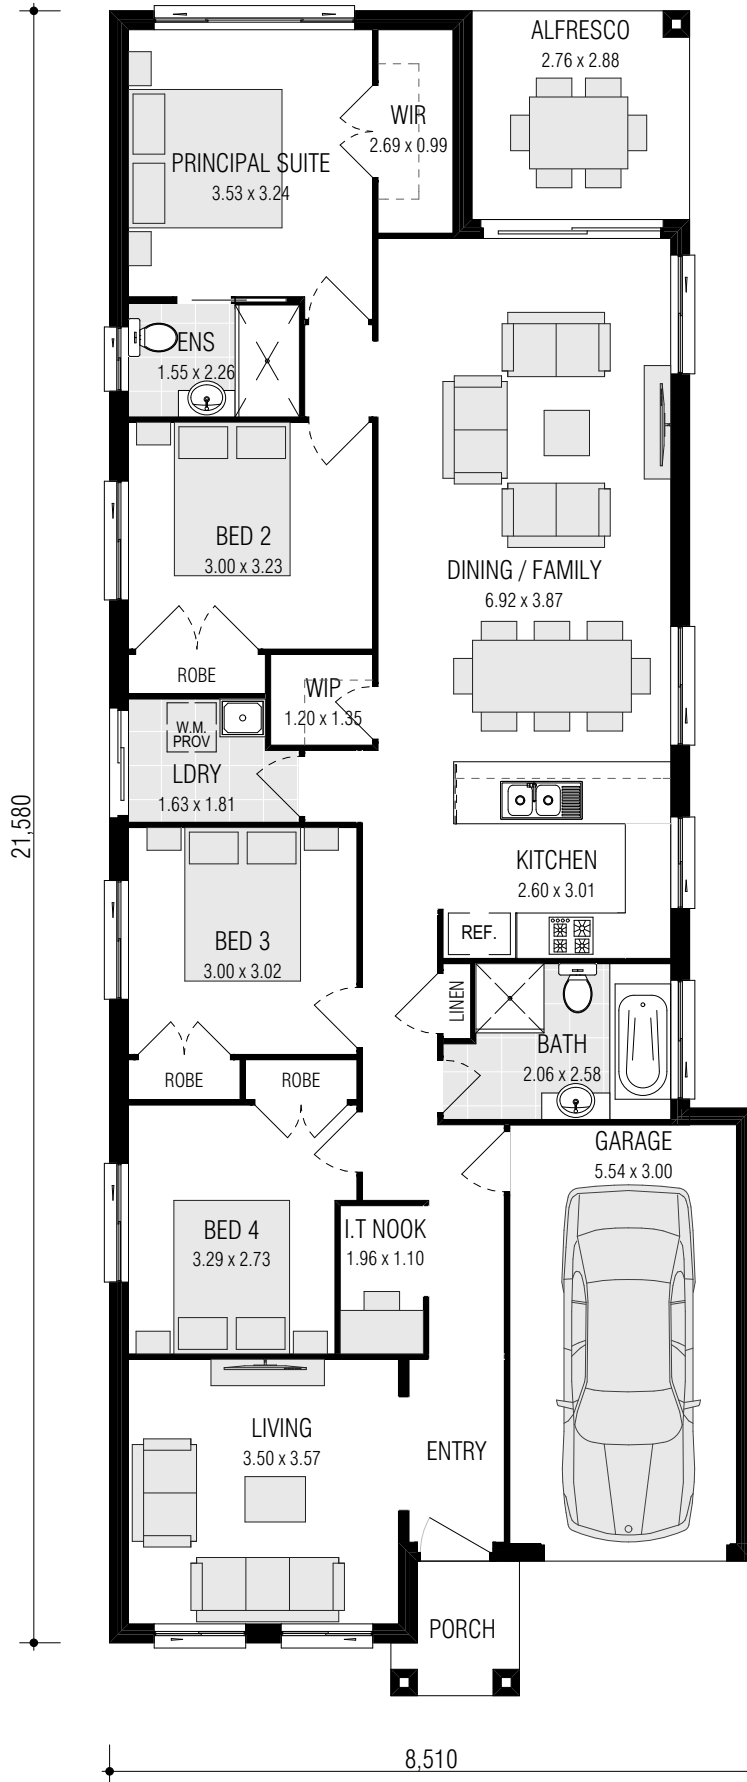 ALFRESCO
2.76 x 2.88
WIR
2.69 x 0.99
PRINCIPAL SUITE
3.53 x 3.24
ENS
1.55 x 2.26
BED 2
3.00 x 3.23
DINING / FAMILY
6.92 x 3.87
ROBE
WIP
1.20 x 1.35
W.M.
PROV
LDRY
1.63 x 1.81
21,580
KITCHEN
2.60 x 3.01
REF.
BED 3
3.00 x 3.02
LINEN
BATH
2.06 x 2.58
ROBE
ROBE
GARAGE
5.54 x 3.00
BED 4
3.29 x 2.73
I.T NOOK
1.96 x 1.10
LIVING
3.50 x 3.57
ENTRY
PORCH
8,510